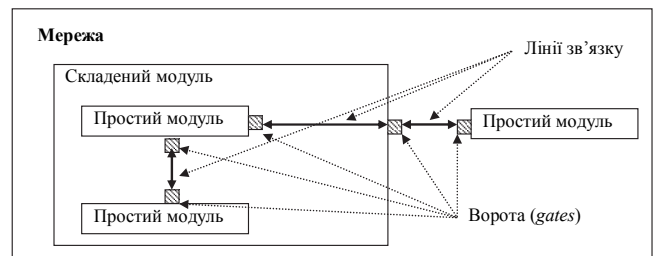 Мережа
Лінії зв’язку
Складений модуль
Простий модуль
Простий модуль
Ворота (gates)
Простий модуль